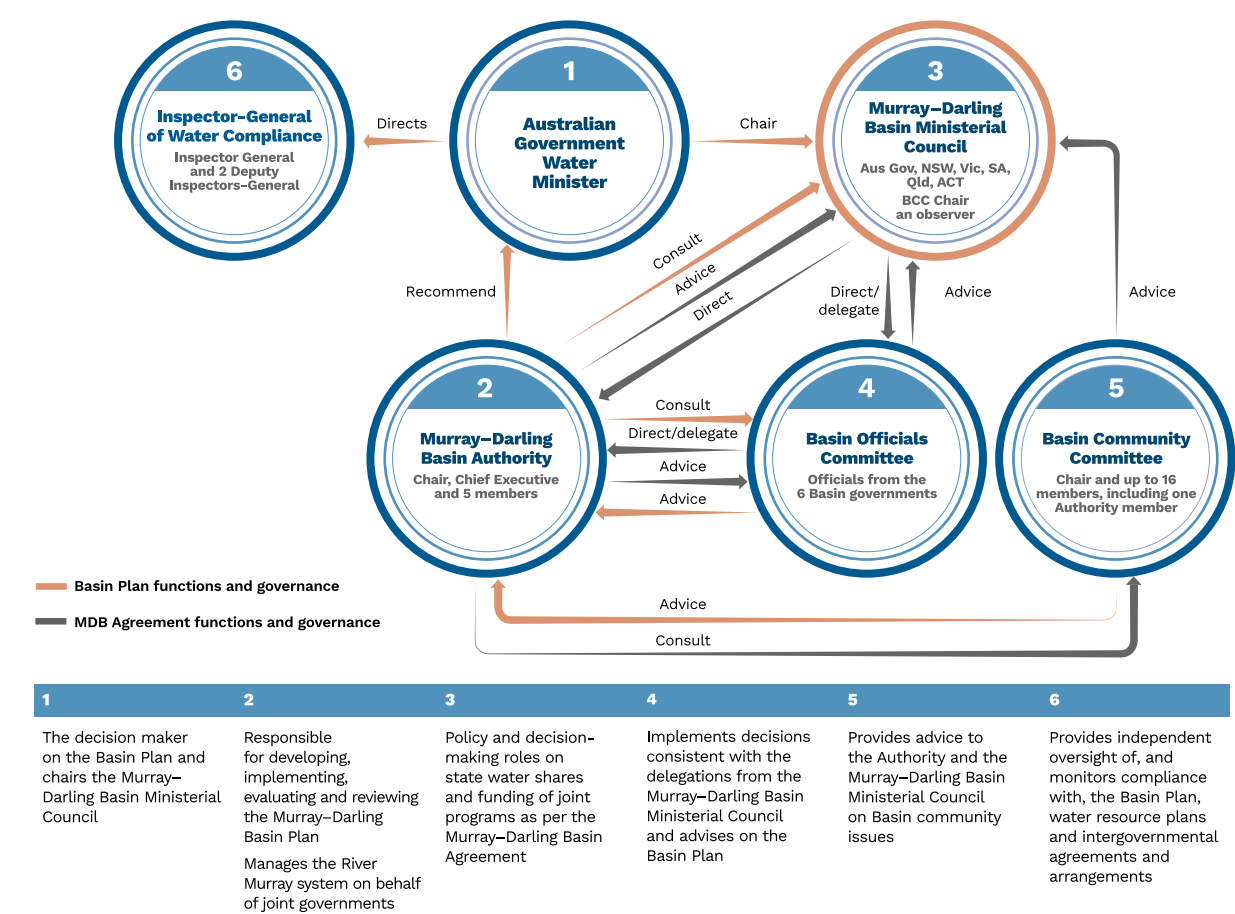 6
Inspector-General
of Water Compliance
Inspector General
and 2 Deputy
Inspectors-General
Directs
1
Australian
Government
Water
Minister
Chair
3
Murray–Darling
Basin Ministerial
Council
Aus Gov, NSW, Vic, SA,
Qld, ACT
BCC Chair
an observer
Recommend
Consult
Advice
Direct
Direct/
delegate
Advice
Advice
2
Murray–Darling
Basin Authority
Chair, Chief Executive
and 5 members
Consult
Direct/delegate
Advice
Advice
4
Basin Officials
Committee
Officials from the
6 Basin governments
5
Basin Community
Committee
Chair and up to 16
members, including one
Authority member
Basin Plan functions and governance
MDB Agreement functions and governance
Advice
Consult
1
The decision maker
on the Basin Plan and
chairs the Murray–
Darling Basin Ministerial
Council
2
Responsible
for developing,
implementing,
evaluating and reviewing
the Murray–Darling
Basin Plan
Manages the River
Murray system on behalf
of joint governments
3
Policy and decision-
making roles on
state water shares
and funding of joint
programs as per the
Murray–Darling Basin
Agreement
4
Implements decisions
consistent with the
delegations from the
Murray–Darling Basin
Ministerial Council
and advises on the
Basin Plan
5
Provides advice to
the Authority and the
Murray–Darling Basin
Ministerial Council
on Basin community
issues
6
Provides independent
oversight of, and
monitors compliance
with, the Basin Plan,
water resource plans
and intergovernmental
agreements and
arrangements